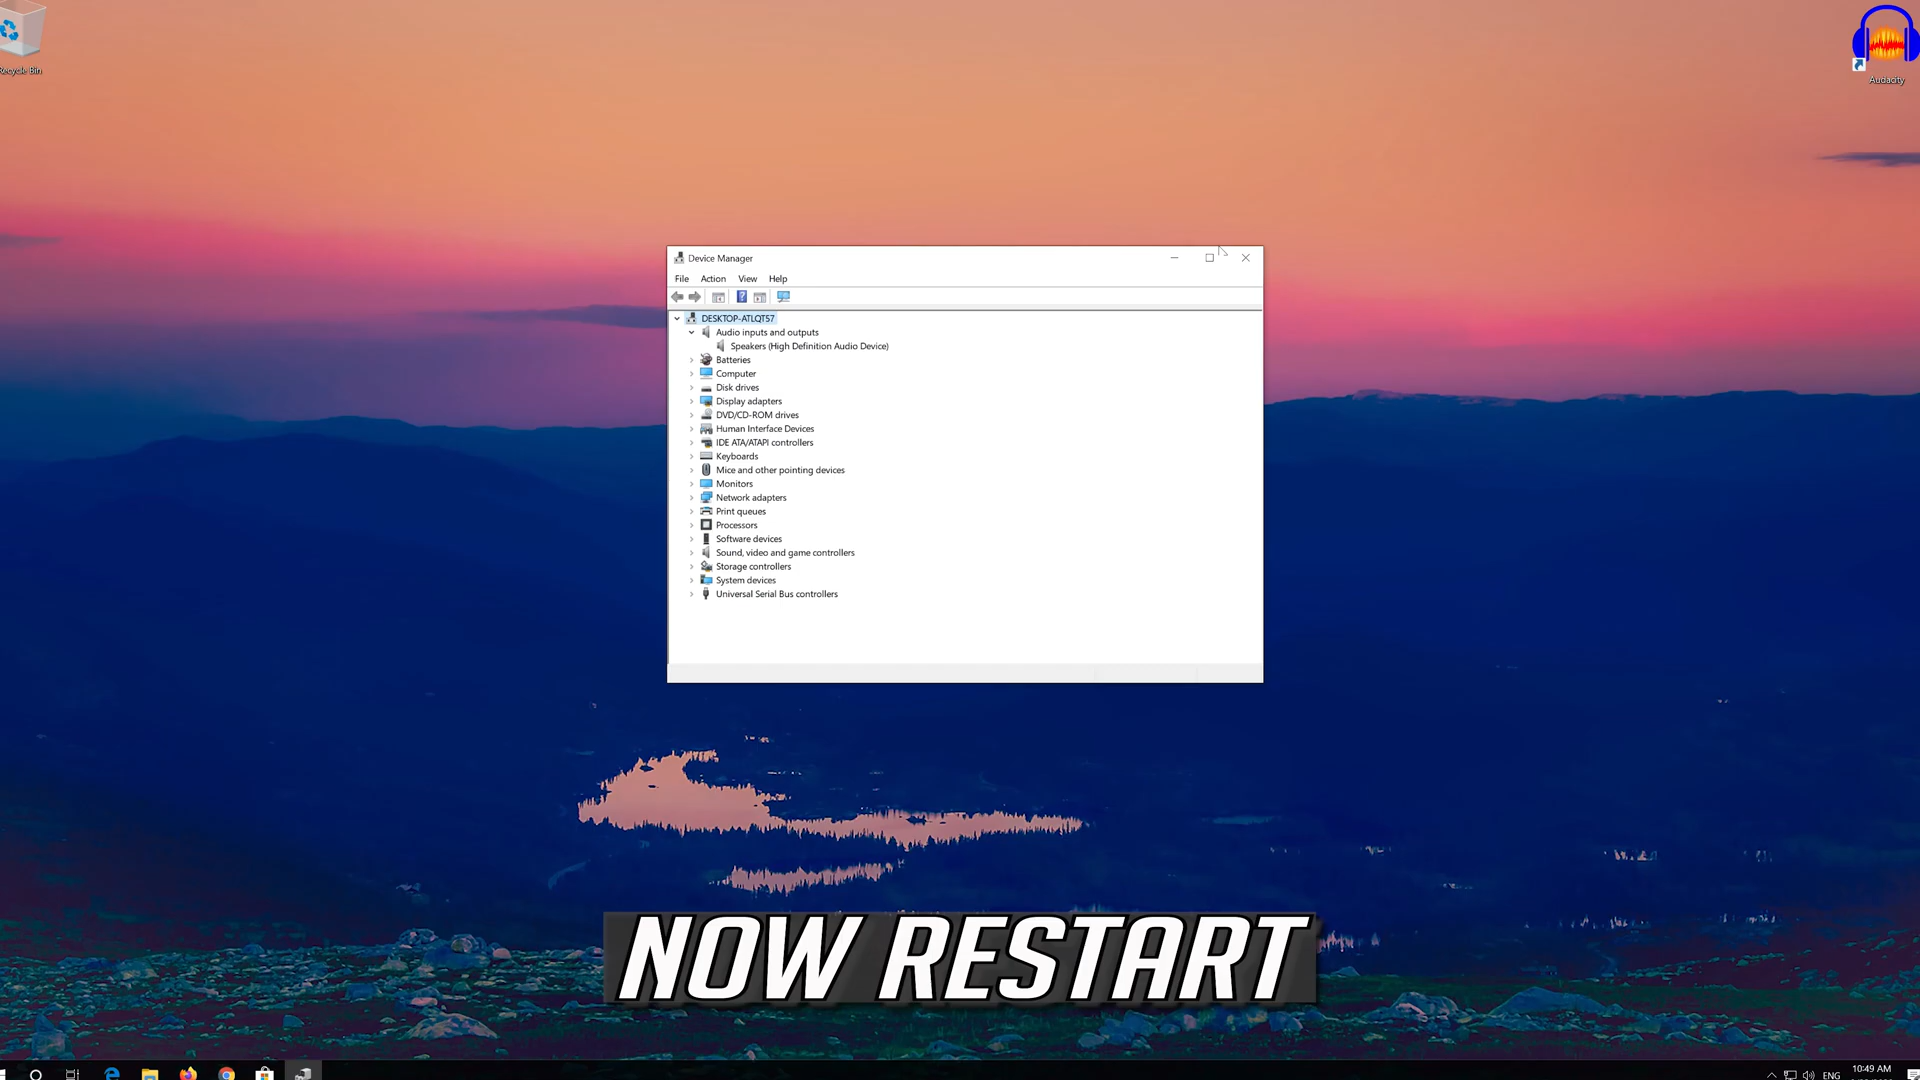 Recycle Bin
Audacity
Device Manager
File Action View Help
DESKTOP-ATLQT57
Audio inputs and outputs
Speakers (High Definition Audio Device)
Batteries
Computer
Disk drives
Display adapters
DVD/CD-ROM drives
Human Interface Devices
IDE ATA/ATAPI controllers
Keyboards
Mice and other pointing devices
Monitors
Network adapters
Print queues
Processors
Software devices
Sound, video and game controllers
Storage controllers
System devices
Universal Serial Bus controllers
NOW RESTART
ENG
10:49 AM